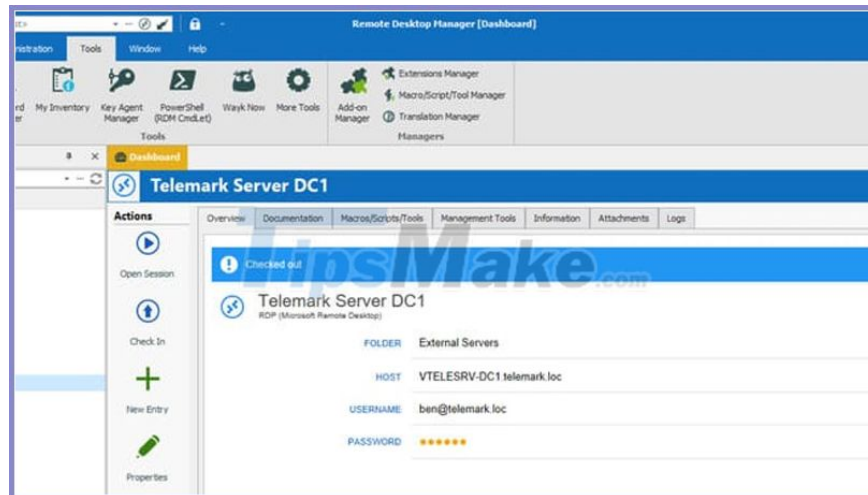 Remote Desktop Manager [Dashboard]
Tools Window Help
My Inventory
Key Agent
Manager
PowerShell
(RDM CmdLet)
Wayk Now
More Tools
Tools
Add-on
Manager
Extensions Manager
Macro/Script/Tool Manager
Translation Manager
Managers
Dashboard
Telemark Server DC1
Actions
Overview Documentation Macros/Scripts/Tools Management Tools Information Attachments Logs
Open Session
Check In
New Entry
Properties
Checked out
TipsMake.com
Telemark Server DC1
RDP (Microsoft Remote Desktop)
FOLDER External Servers
HOST VTELESRV-DC1.telemark.loc
USERNAME ben@telemark.loc
PASSWORD ●●●●●●